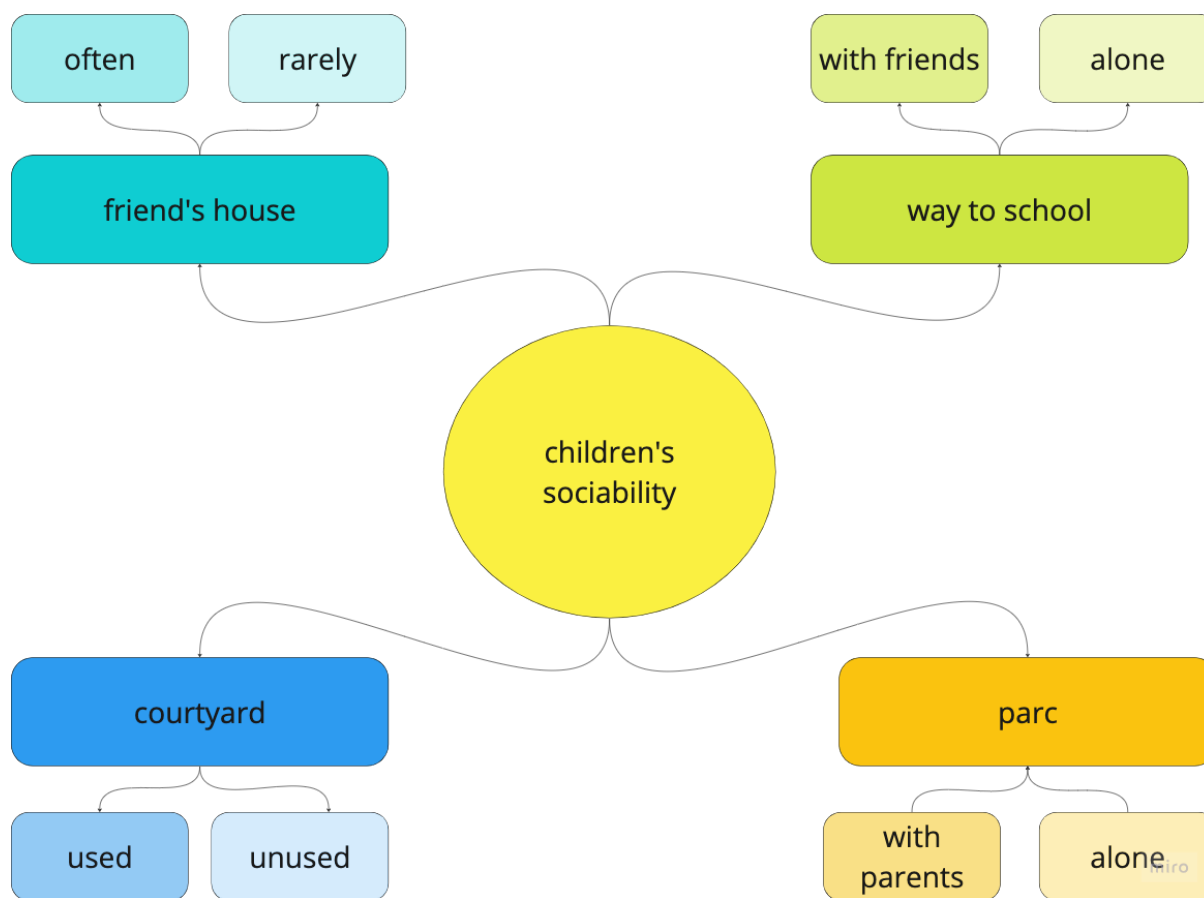 often
rarely
with friends
alone
friend's house
way to school
children's
sociability
courtyard
parc
used
unused
with
parents
alone
miro